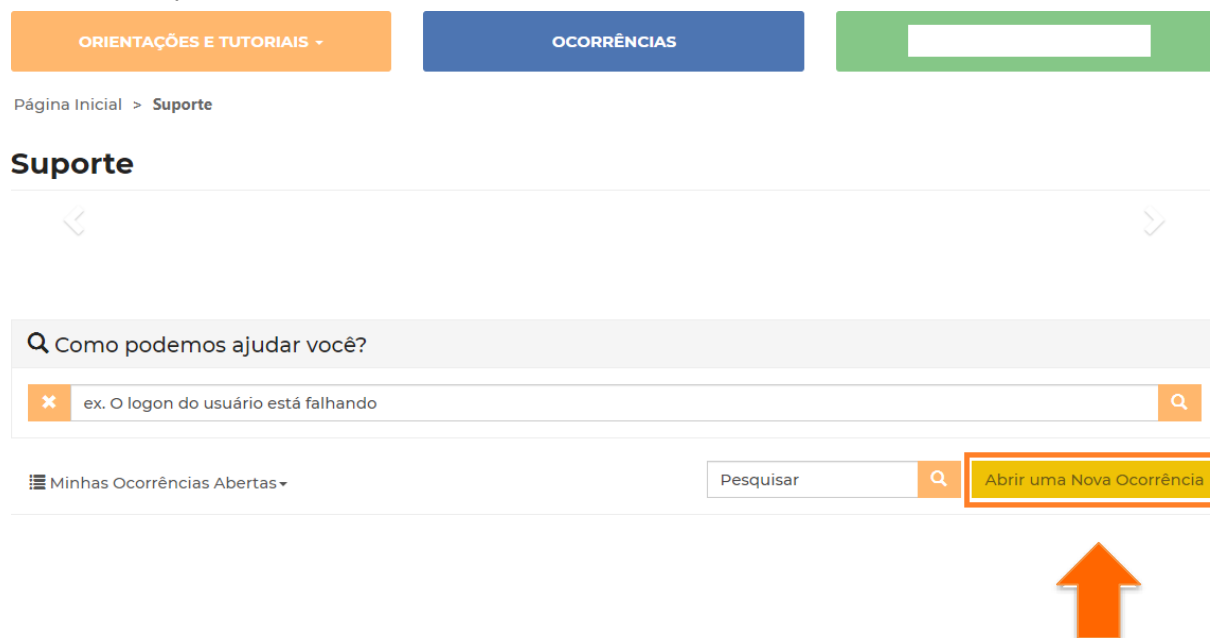 ORIENTAÇÕES E TUTORIAIS
OCORRÊNCIAS
Página Inicial > Suporte
Suporte
Como podemos ajudar você?
ex. O logon do usuário está falhando
Minhas Ocorrências Abertas
Pesquisar
Abrir uma Nova Ocorrência